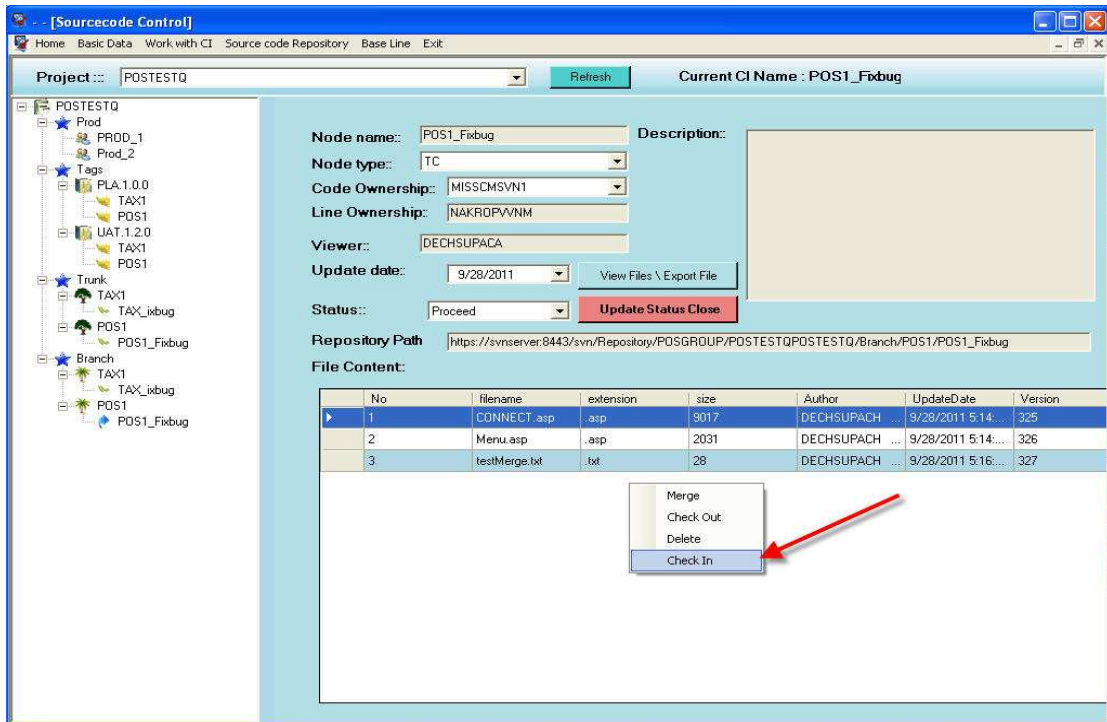 - - [Sourcecode Control]
Home Basic Data Work with CI Source code Repository Base Line Exit
Project ::: POSTESTQ Refresh Current CI Name : POS1_Fixbug
POSTESTQ
Prod
PROD_1
Prod_2
Tags
PLA.1.0.0
TAX1
POS1
UAT.1.2.0
TAX1
POS1
Trunk
TAX1
TAX_ixbug
POS1
POS1_Fixbug
Branch
TAX1
TAX_ixbug
POS1
POS1_Fixbug
Node name:: POS1_Fixbug Description::
Node type:: TC
Code Ownership:: MISSCMSVN1
Line Ownership:: NAKROPVVNM
Viewer:: DECHSUPACA
Update date:: 9/28/2011 View Files \ Export File
Status:: Proceed Update Status Close
Repository Path https://svnserver:8443/svn/Repository/POSGROUP/POSTESTQPOSTESTQ/Branch/POS1/POS1_Fixbug
File Content::
No filename extension size Author UpdateDate Version
1 CONNECT.asp .asp 9017 DECHSUPACH ... 9/28/2011 5:14:... 325
2 Menu.asp .asp 2031 DECHSUPACH ... 9/28/2011 5:14:... 326
3 testMerge.txt .txt 28 DECHSUPACH ... 9/28/2011 5:16:... 327
Merge
Check Out
Delete
Check In